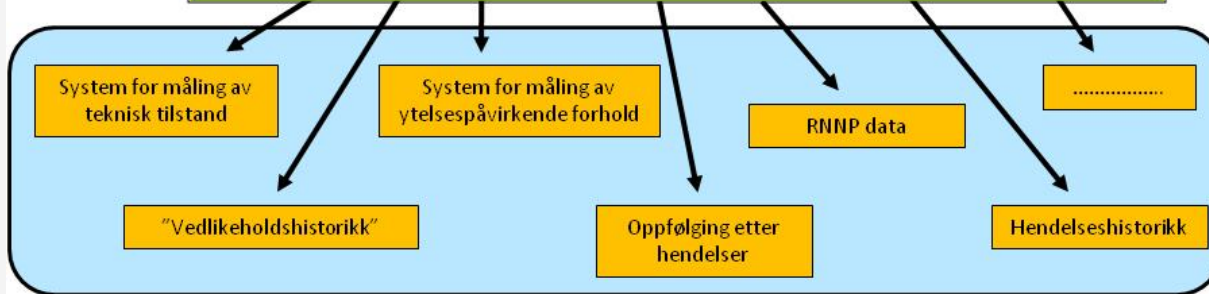 System for måling av
teknisk tilstand
System for måling av
ytelsespåvirkende forhold
RNNP data
.................
"Vedlikeholdshistorikk"
Oppfølging etter
hendelser
Hendelseshistorikk